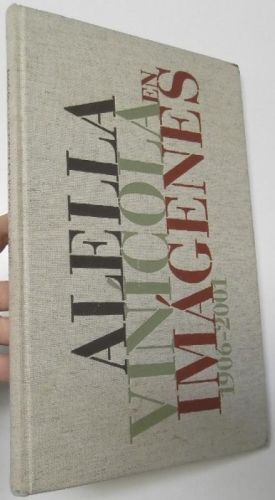 ALELLA
VINÍCOLA EN
IMÁGENES
1906-2001